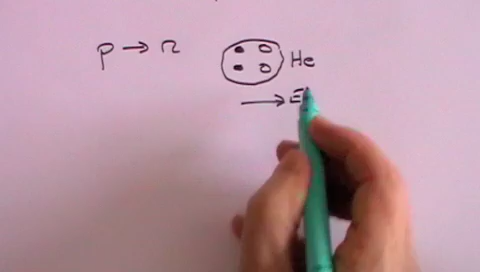 p → n
He
→ E